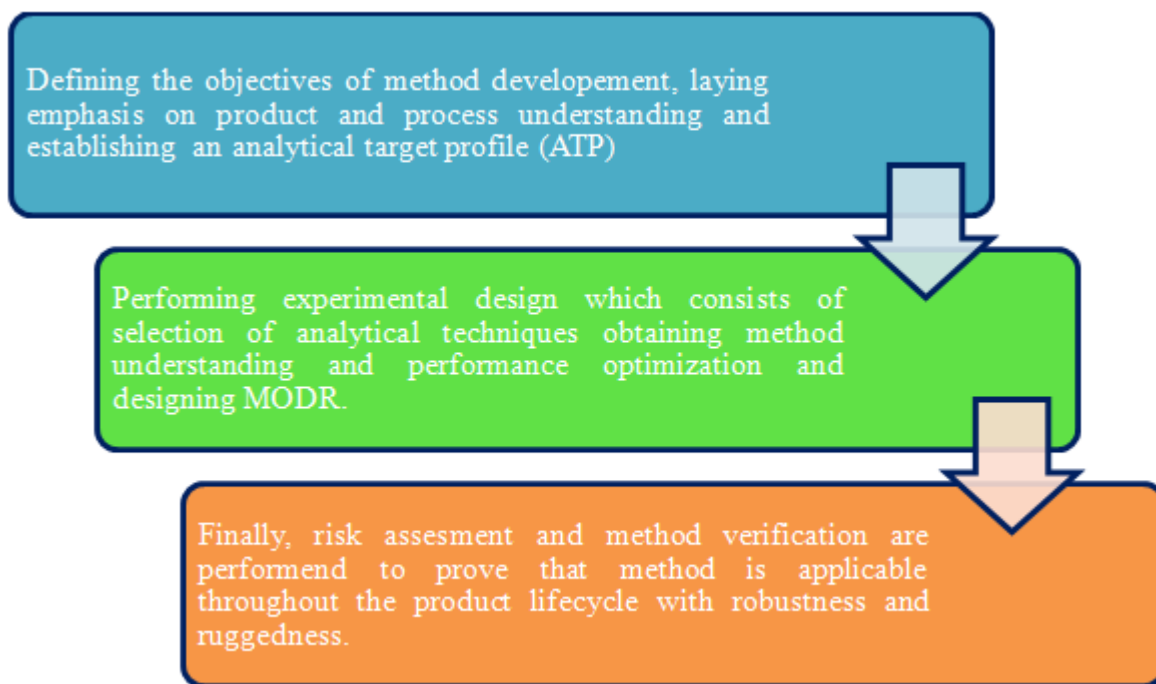 Defining the objectives of method developement, laying
emphasis on product and process understanding and
establishing an analytical target profile (ATP)
Performing experimental design which consists of
selection of analytical techniques obtaining method
understanding and performance optimization and
designing MODR.
Finally, risk assesment and method verification are
performend to prove that method is applicable
throughout the product lifecycle with robustness and
ruggedness.